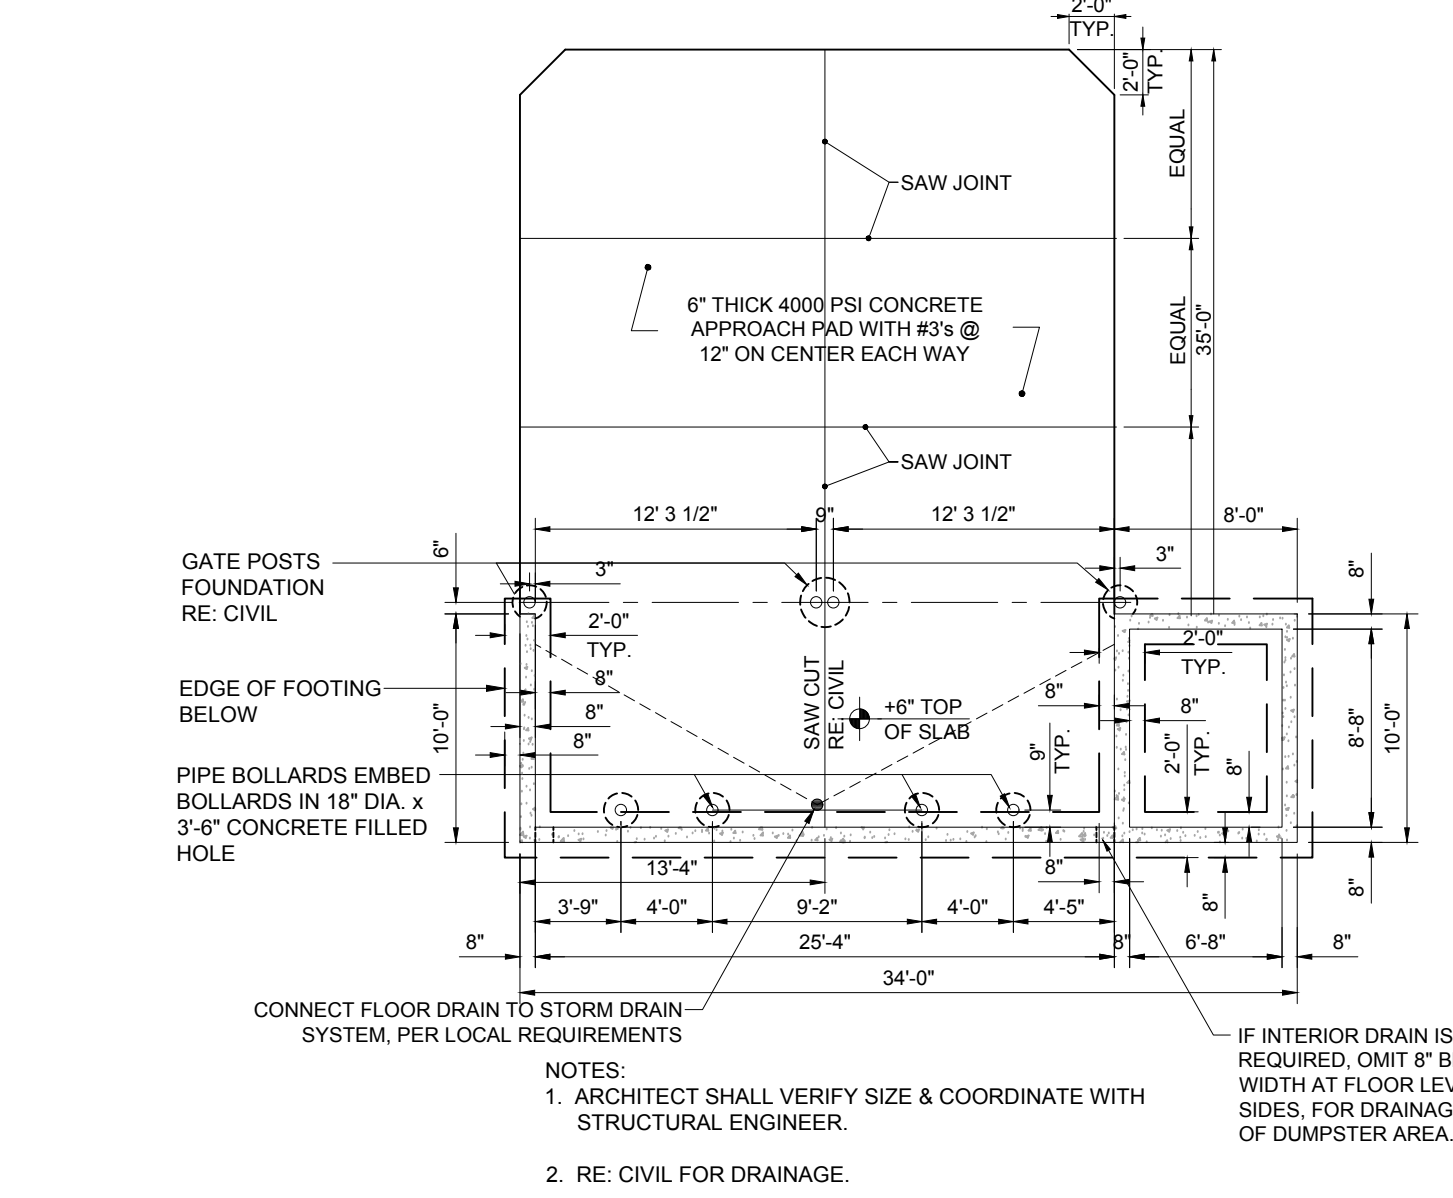 2'-0"
TYP.
2'-0"
TYP.
EQUAL
SAW JOINT
6" THICK 4000 PSI CONCRETE
APPROACH PAD WITH #3's @
12" ON CENTER EACH WAY
EQUAL
35'-0"
SAW JOINT
12' 3 1/2"
9"
12' 3 1/2"
8'-0"
6"
GATE POSTS
FOUNDATION
RE: CIVIL
3"
3"
8"
2'-0"
TYP.
2'-0"
TYP.
EDGE OF FOOTING
BELOW
8"
8"
8"
10'-0"
SAW CUT
RE: CIVIL
+6" TOP
OF SLAB
8"
8"
9"
TYP.
2'-0"
TYP.
8"
8'-8"
10'-0"
PIPE BOLLARDS EMBED
BOLLARDS IN 18" DIA. x
3'-6" CONCRETE FILLED
HOLE
13'-4"
8"
8"
8"
3'-9"
4'-0"
9'-2"
4'-0"
4'-5"
8"
25'-4"
8"
6'-8"
8"
34'-0"
CONNECT FLOOR DRAIN TO STORM DRAIN
SYSTEM, PER LOCAL REQUIREMENTS
IF INTERIOR DRAIN IS
REQUIRED, OMIT 8" B
WIDTH AT FLOOR LEV
SIDES, FOR DRAINAG
OF DUMPSTER AREA.
NOTES:
1. ARCHITECT SHALL VERIFY SIZE & COORDINATE WITH
STRUCTURAL ENGINEER.
2. RE: CIVIL FOR DRAINAGE.